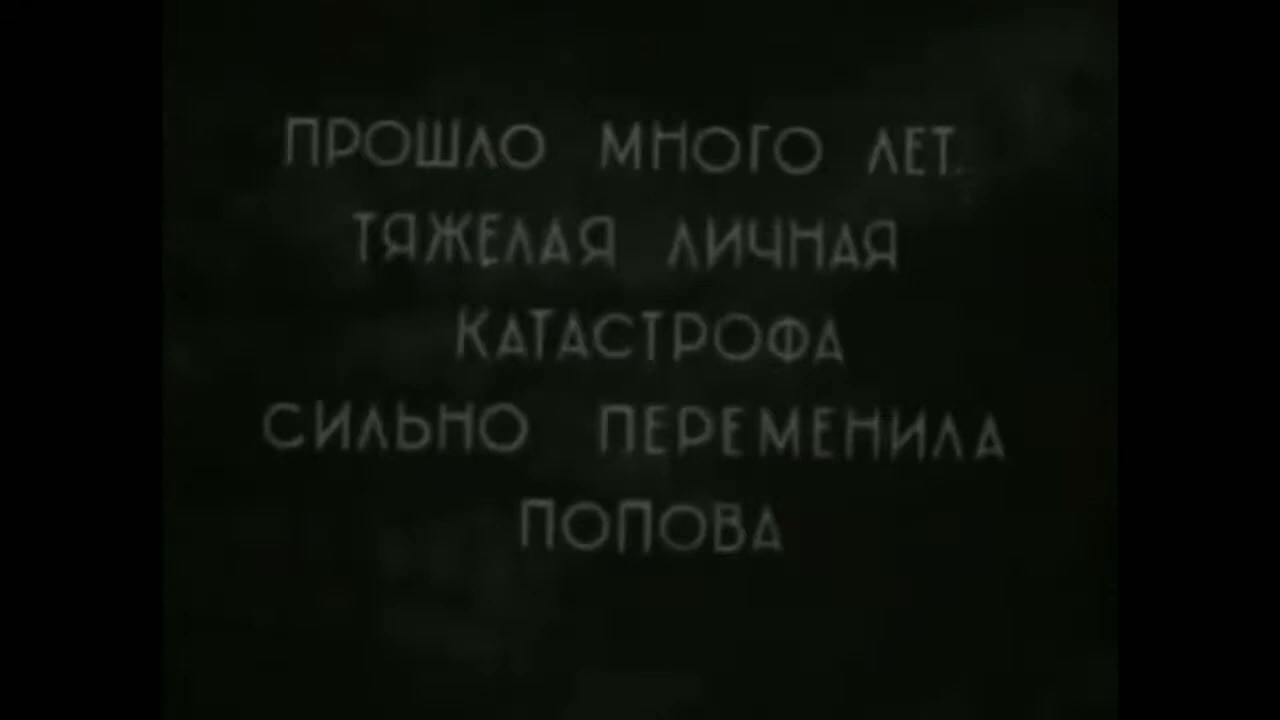 ПРОШЛО МНОГО ЛЕТ.
ТЯЖЕЛАЯ ЛИЧНАЯ
КАТАСТРОФА
СИЛЬНО ПЕРЕМЕНИЛА
ПОПОВА